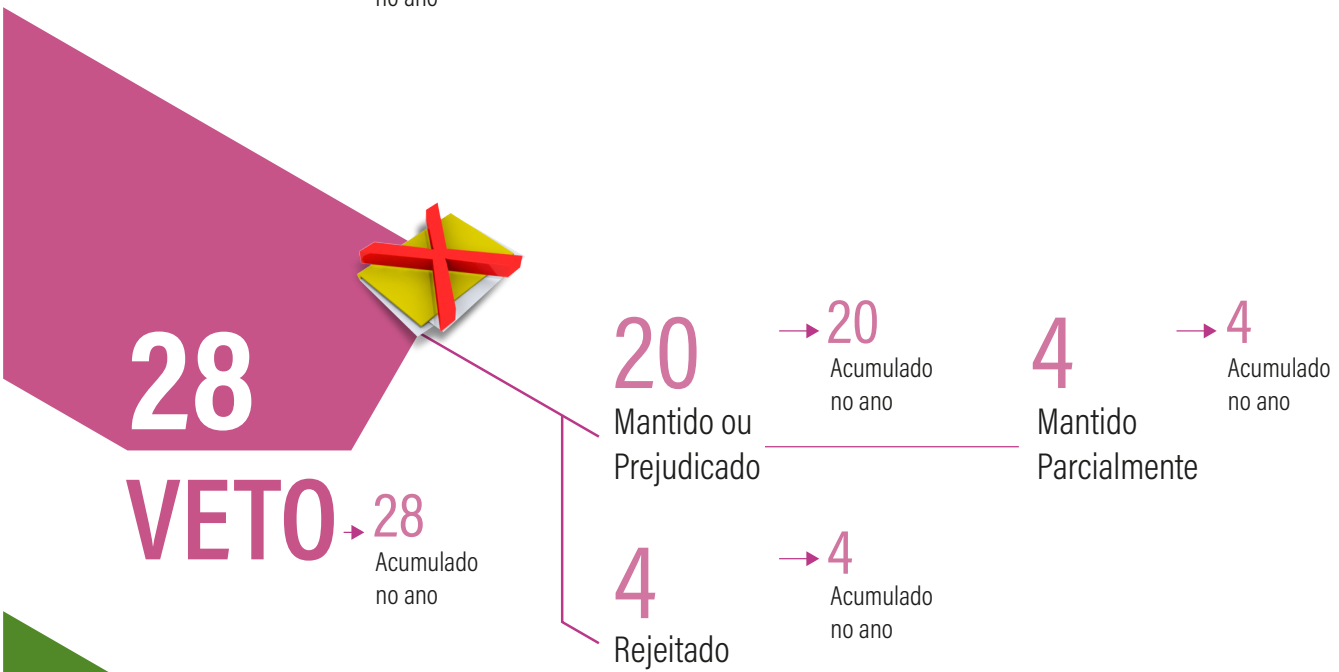 no ano
28
VETO
28
Acumulado
no ano
20
Mantido ou
Prejudicado
20
Acumulado
no ano
4
Mantido
Parcialmente
4
Acumulado
no ano
4
Rejeitado
4
Acumulado
no ano